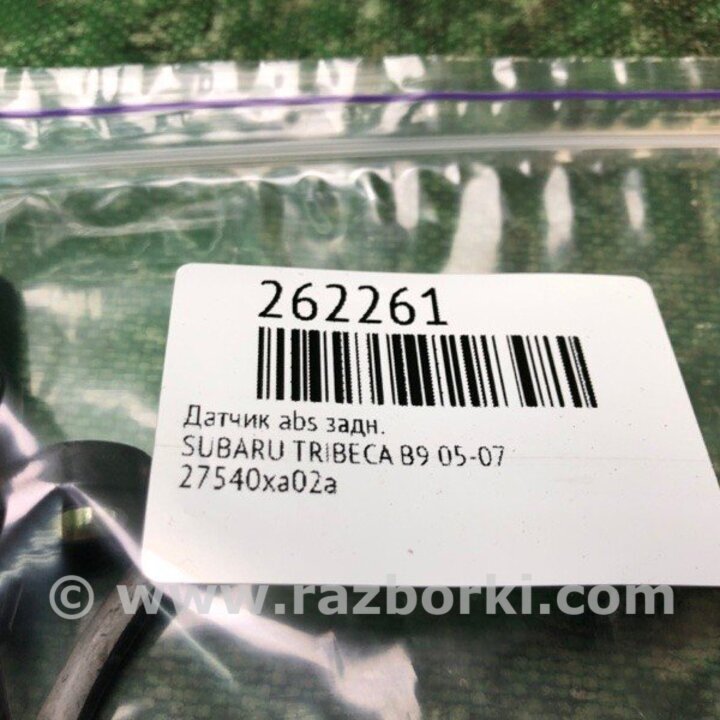 262261
Датчик abs задн.
SUBARU TRIBECA B9 05-07
27540xa02a
© www.razborki.com